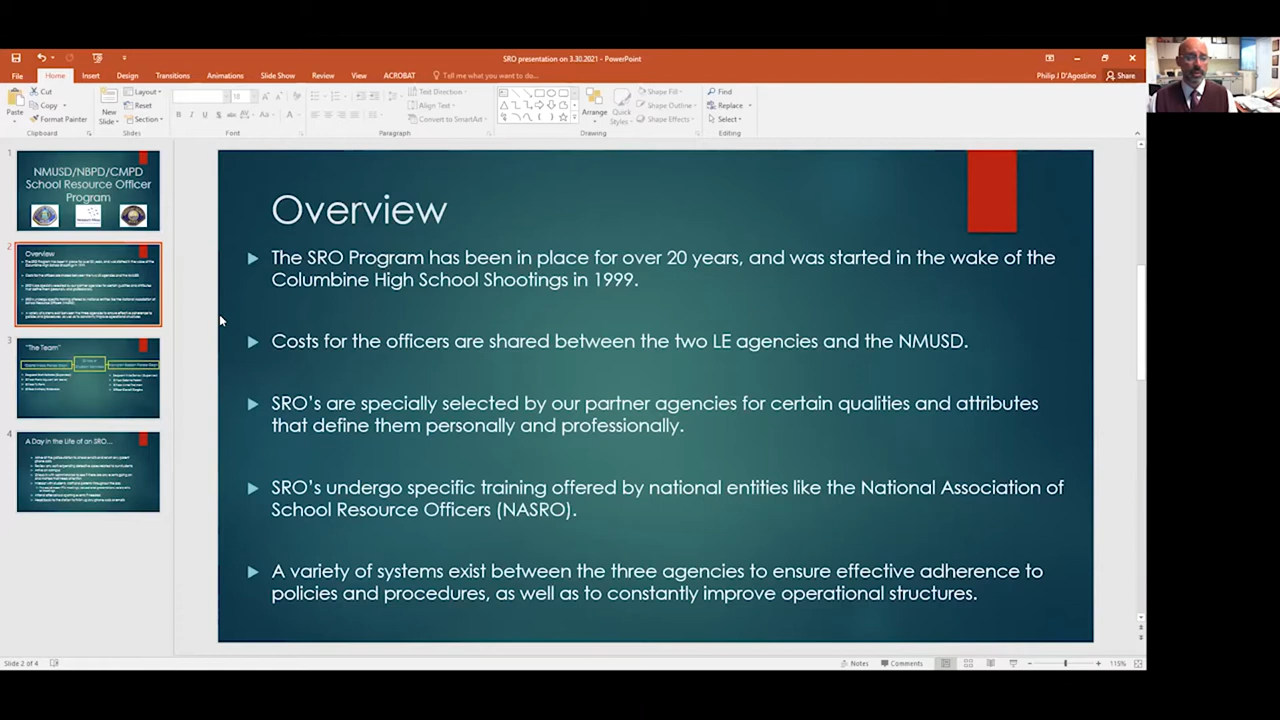 SRO presentation on 3.30.2021 - PowerPoint
File Home Insert Design Transitions Animations Slide Show Review View ACROBAT Tell me what you want to do... Philip J D'Agostino Share
Paste
Cut
Copy
Format Painter
Clipboard
New Slide
Layout
Reset
Section
Slides
18
Font
Text Direction
Align Text
Convert to SmartArt
Paragraph
Arrange
Quick Styles
Shape Fill
Shape Outline
Shape Effects
Drawing
Find
Replace
Select
Editing
1
NMUSD/NBPD/CMPD
School Resource Officer
Program
2
Overview
3
"The Team"
4
A Day in the Life of an SRO...
Overview
The SRO Program has been in place for over 20 years, and was started in the wake of the
Columbine High School Shootings in 1999.
Costs for the officers are shared between the two LE agencies and the NMUSD.
SRO's are specially selected by our partner agencies for certain qualities and attributes
that define them personally and professionally.
SRO's undergo specific training offered by national entities like the National Association of
School Resource Officers (NASRO).
A variety of systems exist between the three agencies to ensure effective adherence to
policies and procedures, as well as to constantly improve operational structures.
Slide 2 of 4
Notes Comments 115%